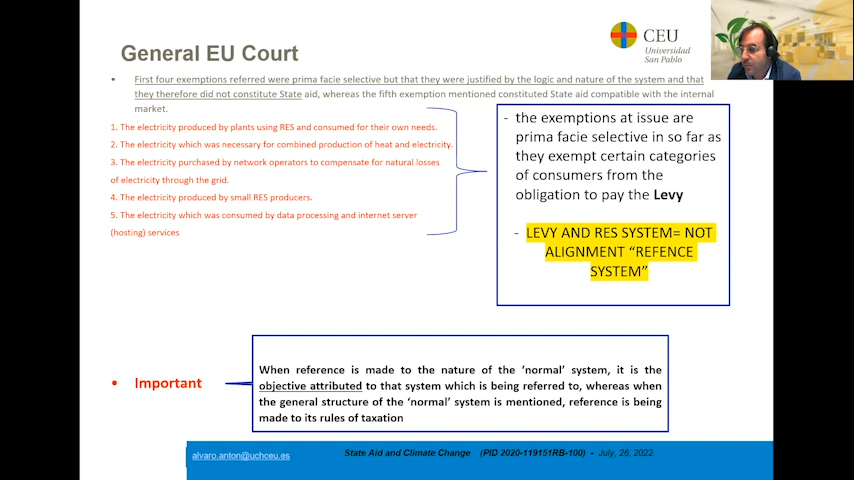 CEU
Universidad
San Pablo
General EU Court
• First four exemptions referred were prima facie selective but that they were justified by the logic and nature of the system and that
they therefore did not constitute State aid, whereas the fifth exemption mentioned constituted State aid compatible with the internal
market.
1. The electricity produced by plants using RES and consumed for their own needs.
2. The electricity which was necessary for combined production of heat and electricity.
3. The electricity purchased by network operators to compensate for natural losses
of electricity through the grid.
4. The electricity produced by small RES producers.
5. The electricity which was consumed by data processing and internet server
(hosting) services
- the exemptions at issue are
prima facie selective in so far as
they exempt certain categories
of consumers from the
obligation to pay the Levy
- LEVY AND RES SYSTEM= NOT
ALIGNMENT “REFENCE
SYSTEM”
• Important
When reference is made to the nature of the ‘normal’ system, it is the
objective attributed to that system which is being referred to, whereas when
the general structure of the ‘normal’ system is mentioned, reference is being
made to its rules of taxation
alvaro.anton@uchceu.es
State Aid and Climate Change (PID 2020-119151RB-100) - July, 26, 2022